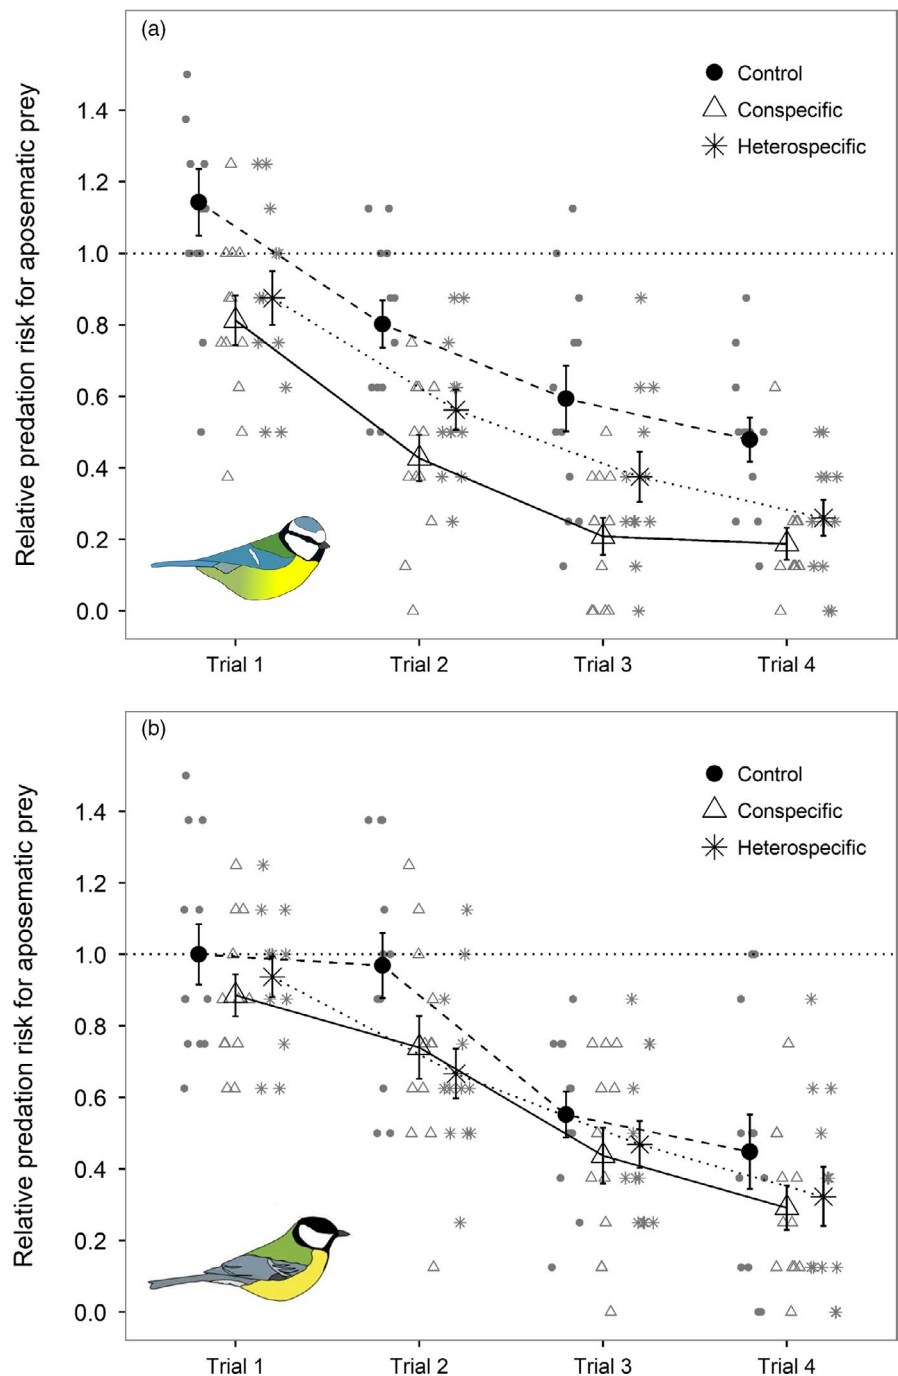 (a)
Relative predation risk for aposematic prey
Control
Conspecific
Heterospecific
1.4
1.2
1.0
0.8
0.6
0.4
0.2
0.0
Trial 1 Trial 2 Trial 3 Trial 4
(b)
Relative predation risk for aposematic prey
Control
Conspecific
Heterospecific
1.4
1.2
1.0
0.8
0.6
0.4
0.2
0.0
Trial 1 Trial 2 Trial 3 Trial 4